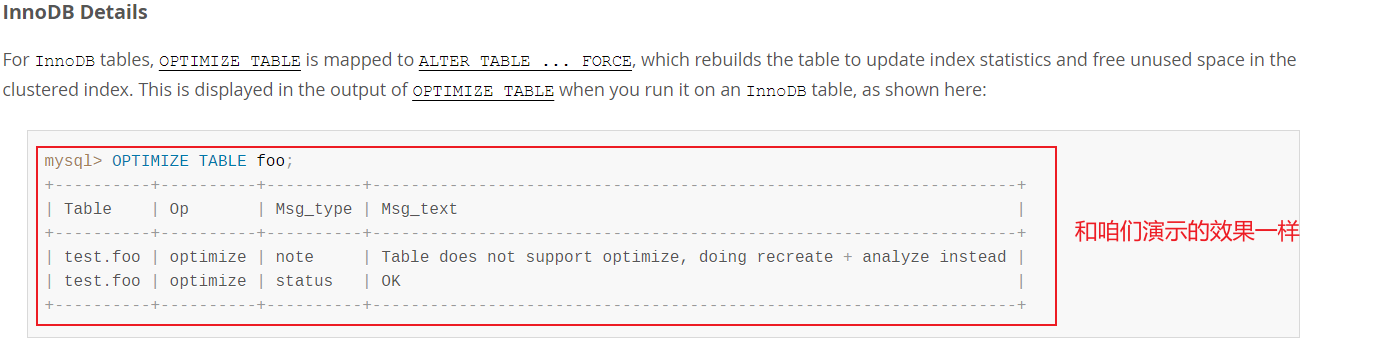 InnoDB Details
For InnoDB tables, OPTIMIZE TABLE is mapped to ALTER TABLE ... FORCE, which rebuilds the table to update index statistics and free unused space in the
clustered index. This is displayed in the output of OPTIMIZE TABLE when you run it on an InnoDB table, as shown here:
mysql> OPTIMIZE TABLE foo;
+----------+----------+----------+-------------------------------------------------------------------+
| Table    | Op       | Msg_type | Msg_text                                                          |
+----------+----------+----------+-------------------------------------------------------------------+
| test.foo | optimize | note     | Table does not support optimize, doing recreate + analyze instead |
| test.foo | optimize | status   | OK                                                                |
+----------+----------+----------+-------------------------------------------------------------------+
和咱们演示的效果一样